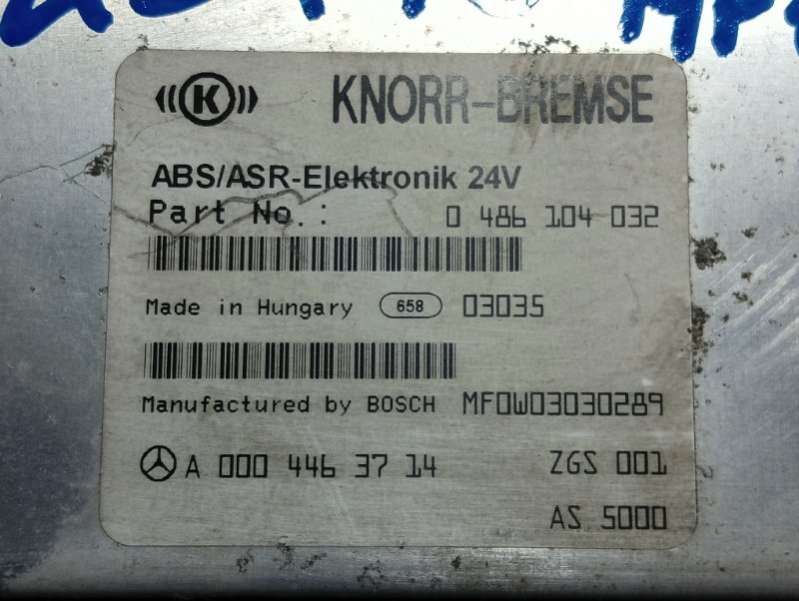 K KNORR-BREMSE
ABS/ASR-Elektronik 24V
Part No.: 0 486 104 032
Made in Hungary 658 03035
Manufactured by BOSCH MF0W03030289
A 000 446 37 14 ZGS 001
AS 5000